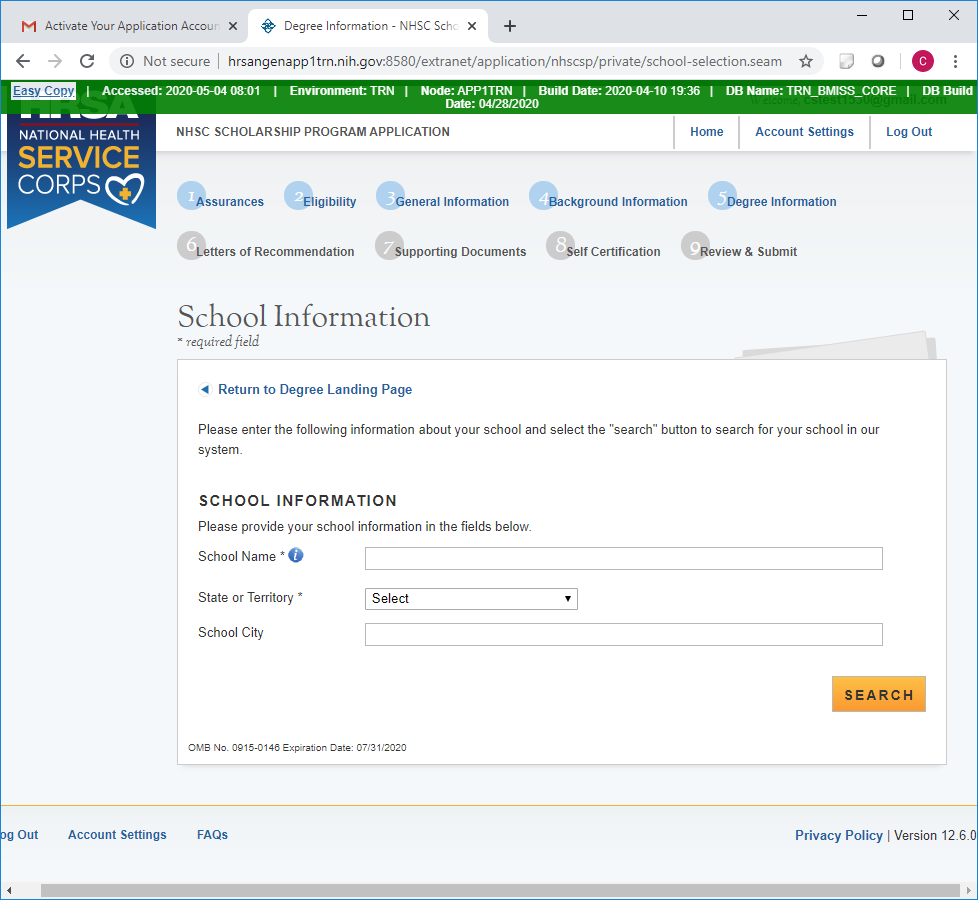 Activate Your Application Accoun
Degree Information - NHSC Scho
Not secure | hrsangenapp1trn.nih.gov:8580/extranet/application/nhscsp/private/school-selection.seam
C
Easy Copy | Accessed: 2020-05-04 08:01 | Environment: TRN | Node: APP1TRN | Build Date: 2020-04-10 19:36 | DB Name: TRN_BMISS_CORE | DB Build
Date: 04/28/2020
HRSA
NATIONAL HEALTH
SERVICE
CORPS
NHSC SCHOLARSHIP PROGRAM APPLICATION
Home
Account Settings
Log Out
1 Assurances
2 Eligibility
3 General Information
4 Background Information
5 Degree Information
6 Letters of Recommendation
7 Supporting Documents
8 Self Certification
9 Review & Submit
School Information
* required field
Return to Degree Landing Page
Please enter the following information about your school and select the "search" button to search for your school in our
system.
SCHOOL INFORMATION
Please provide your school information in the fields below.
School Name * i
State or Territory * Select
School City
SEARCH
OMB No. 0915-0146 Expiration Date: 07/31/2020
og Out
Account Settings
FAQs
Privacy Policy | Version 12.6.0